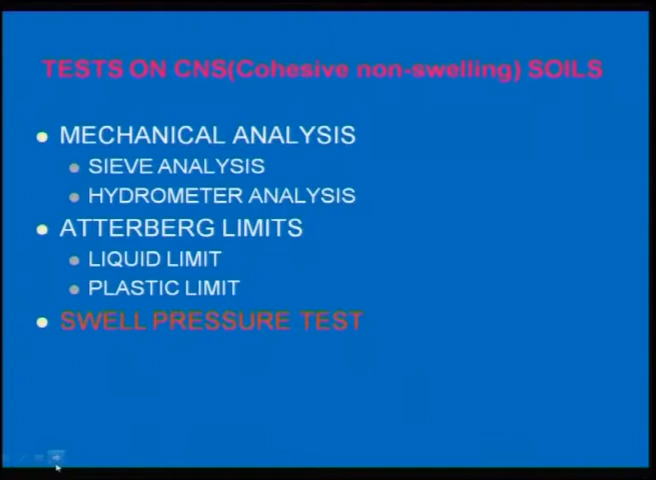 TESTS ON CNS(Cohesive non-swelling) SOILS
MECHANICAL ANALYSIS
SIEVE ANALYSIS
HYDROMETER ANALYSIS
ATTERBERG LIMITS
LIQUID LIMIT
PLASTIC LIMIT
SWELL PRESSURE TEST